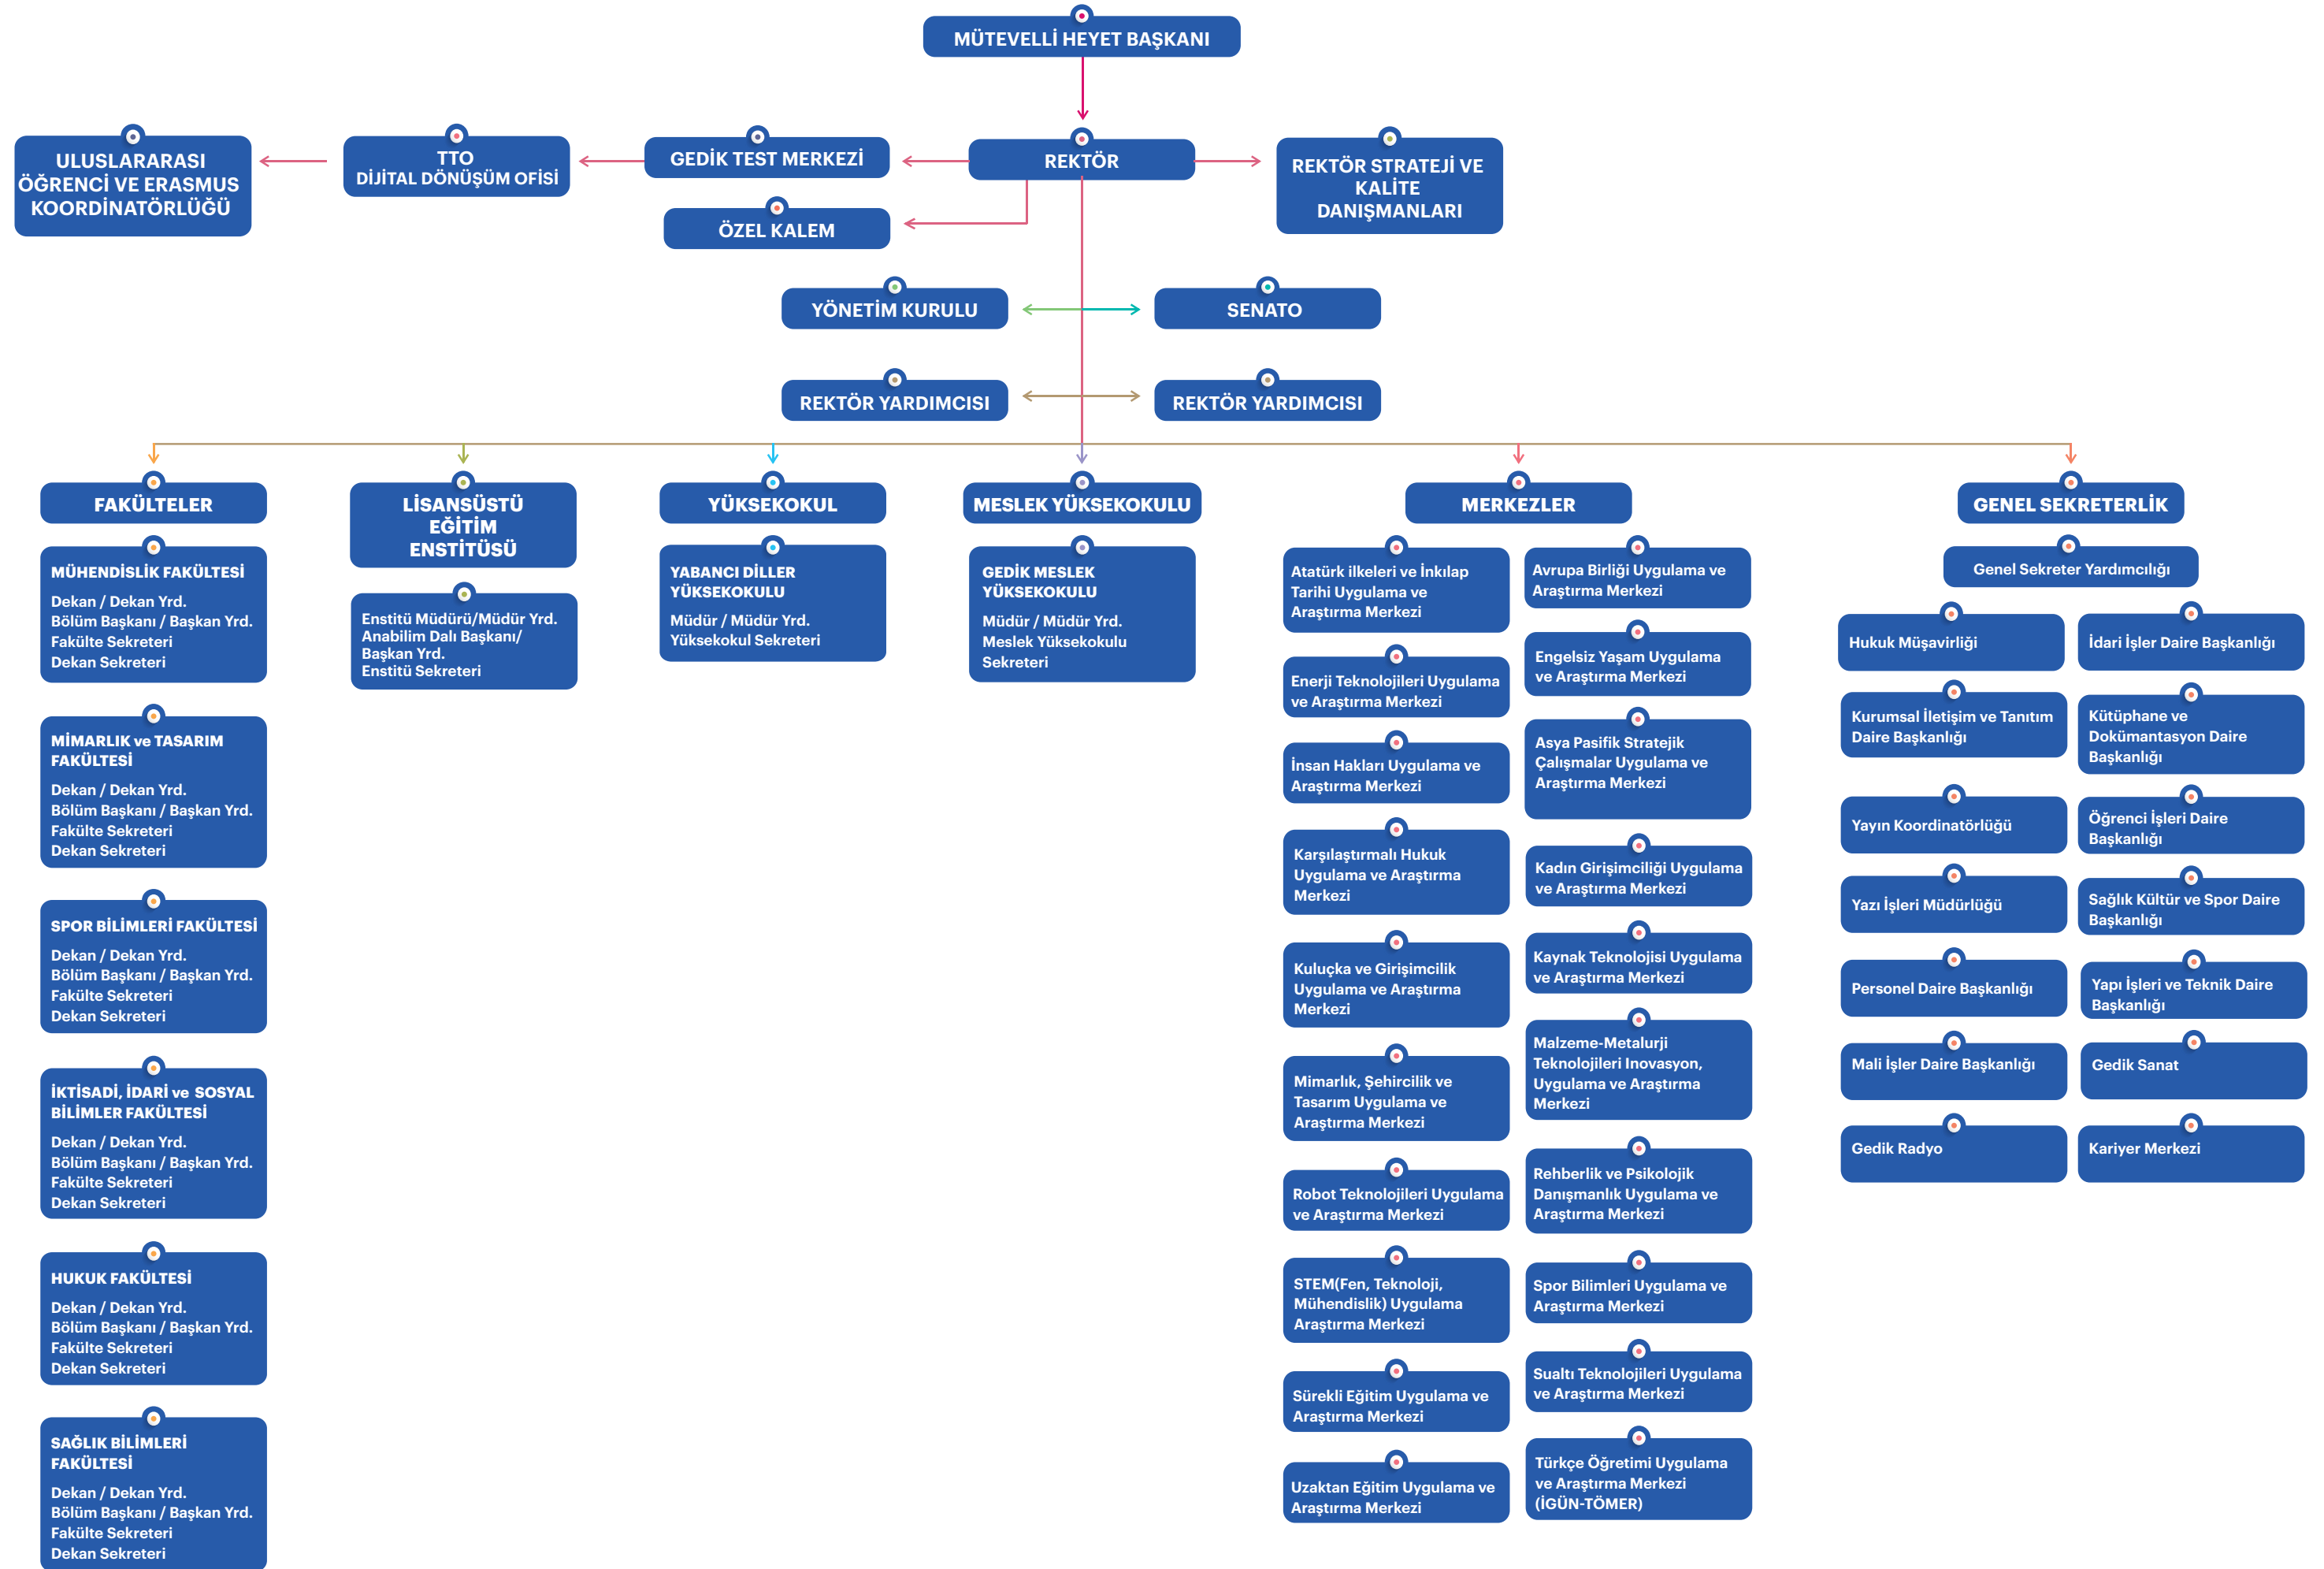 MÜTEVELLİ HEYET BAŞKANI
ULUSLARARASI
ÖĞRENCİ VE ERASMUS
KOORDİNATÖRLÜĞÜ
TTO
DİJİTAL DÖNÜŞÜM OFİSİ
GEDİK TEST MERKEZİ
REKTÖR
REKTÖR STRATEJİ VE
KALİTE
DANIŞMANLARI
ÖZEL KALEM
YÖNETİM KURULU
SENATO
REKTÖR YARDIMCISI
REKTÖR YARDIMCISI
FAKÜLTELER
MÜHENDİSLİK FAKÜLTESİ
Dekan / Dekan Yrd.
Bölüm Başkanı / Başkan Yrd.
Fakülte Sekreteri
Dekan Sekreteri
MİMARLIK ve TASARIM
FAKÜLTESİ
Dekan / Dekan Yrd.
Bölüm Başkanı / Başkan Yrd.
Fakülte Sekreteri
Dekan Sekreteri
SPOR BİLİMLERİ FAKÜLTESİ
Dekan / Dekan Yrd.
Bölüm Başkanı / Başkan Yrd.
Fakülte Sekreteri
Dekan Sekreteri
İKTİSADİ, İDARİ ve SOSYAL
BİLİMLER FAKÜLTESİ
Dekan / Dekan Yrd.
Bölüm Başkanı / Başkan Yrd.
Fakülte Sekreteri
Dekan Sekreteri
HUKUK FAKÜLTESİ
Dekan / Dekan Yrd.
Bölüm Başkanı / Başkan Yrd.
Fakülte Sekreteri
Dekan Sekreteri
SAĞLIK BİLİMLERİ
FAKÜLTESİ
Dekan / Dekan Yrd.
Bölüm Başkanı / Başkan Yrd.
Fakülte Sekreteri
Dekan Sekreteri
LİSANSÜSTÜ
EĞİTİM
ENSTİTÜSÜ
Enstitü Müdürü/Müdür Yrd.
Anabilim Dalı Başkanı/
Başkan Yrd.
Enstitü Sekreteri
YÜKSEKOKUL
YABANCI DİLLER
YÜKSEKOKULU
Müdür / Müdür Yrd.
Yüksekokul Sekreteri
MESLEK YÜKSEKOKULU
GEDİK MESLEK
YÜKSEKOKULU
Müdür / Müdür Yrd.
Meslek Yüksekokulu
Sekreteri
MERKEZLER
Atatürk ilkeleri ve İnkılap
Tarihi Uygulama ve
Araştırma Merkezi
Enerji Teknolojileri Uygulama
ve Araştırma Merkezi
İnsan Hakları Uygulama ve
Araştırma Merkezi
Karşılaştırmalı Hukuk
Uygulama ve Araştırma
Merkezi
Kuluçka ve Girişimcilik
Uygulama ve Araştırma
Merkezi
Mimarlık, Şehircilik ve
Tasarım Uygulama ve
Araştırma Merkezi
Robot Teknolojileri Uygulama
ve Araştırma Merkezi
STEM(Fen, Teknoloji,
Mühendislik) Uygulama
Araştırma Merkezi
Sürekli Eğitim Uygulama ve
Araştırma Merkezi
Uzaktan Eğitim Uygulama ve
Araştırma Merkezi
Avrupa Birliği Uygulama ve
Araştırma Merkezi
Engelsiz Yaşam Uygulama
ve Araştırma Merkezi
Asya Pasifik Stratejik
Çalışmalar Uygulama ve
Araştırma Merkezi
Kadın Girişimciliği Uygulama
ve Araştırma Merkezi
Kaynak Teknolojisi Uygulama
ve Araştırma Merkezi
Malzeme-Metalurji
Teknolojileri Inovasyon,
Uygulama ve Araştırma
Merkezi
Rehberlik ve Psikolojik
Danışmanlık Uygulama ve
Araştırma Merkezi
Spor Bilimleri Uygulama ve
Araştırma Merkezi
Sualtı Teknolojileri Uygulama
ve Araştırma Merkezi
Türkçe Öğretimi Uygulama
ve Araştırma Merkezi
(İGÜN-TÖMER)
GENEL SEKRETERLİK
Genel Sekreter Yardımcılığı
Hukuk Müşavirliği
Kurumsal İletişim ve Tanıtım
Daire Başkanlığı
Yayın Koordinatörlüğü
Yazı İşleri Müdürlüğü
Personel Daire Başkanlığı
Mali İşler Daire Başkanlığı
Gedik Radyo
İdari İşler Daire Başkanlığı
Kütüphane ve
Dokümantasyon Daire
Başkanlığı
Öğrenci İşleri Daire
Başkanlığı
Sağlık Kültür ve Spor Daire
Başkanlığı
Yapı İşleri ve Teknik Daire
Başkanlığı
Gedik Sanat
Kariyer Merkezi